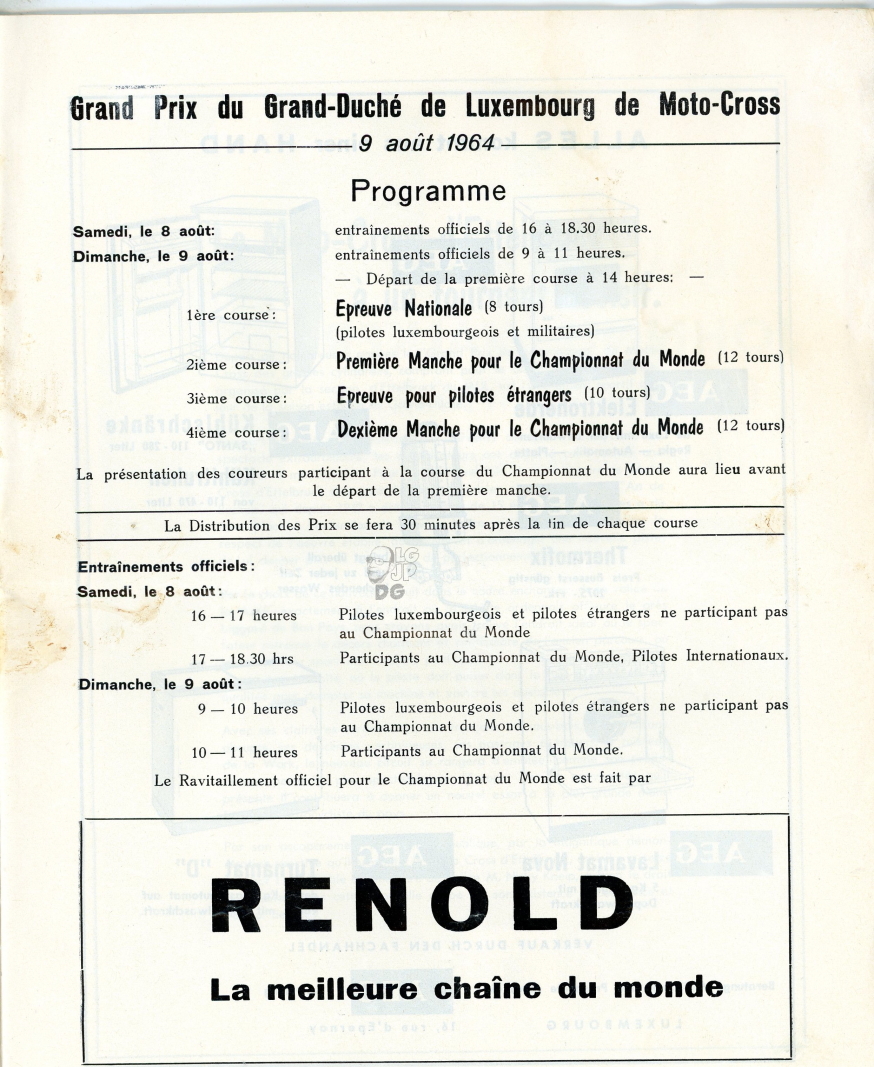 Grand Prix du Grand-Duché de Luxembourg de Moto-Cross
9 août 1964
Programme
Samedi, le 8 août: entraînements officiels de 16 à 18.30 heures.
Dimanche, le 9 août: entraînements officiels de 9 à 11 heures.
— Départ de la première course à 14 heures: —
1ère course: Epreuve Nationale (8 tours)
(pilotes luxembourgeois et militaires)
2ième course: Première Manche pour le Championnat du Monde (12 tours)
3ième course: Epreuve pour pilotes étrangers (10 tours)
4ième course: Dexième Manche pour le Championnat du Monde (12 tours)
La présentation des coureurs participant à la course du Championnat du Monde aura lieu avant
le départ de la première manche.
La Distribution des Prix se fera 30 minutes après la fin de chaque course
LG
JP
DG
Entraînements officiels:
Samedi, le 8 août:
16 — 17 heures Pilotes luxembourgeois et pilotes étrangers ne participant pas
au Championnat du Monde
17 — 18.30 hrs Participants au Championnat du Monde, Pilotes Internationaux.
Dimanche, le 9 août:
9 — 10 heures Pilotes luxembourgeois et pilotes étrangers ne participant pas
au Championnat du Monde.
10 — 11 heures Participants au Championnat du Monde.
Le Ravitaillement officiel pour le Championnat du Monde est fait par
RENOLD
La meilleure chaîne du monde